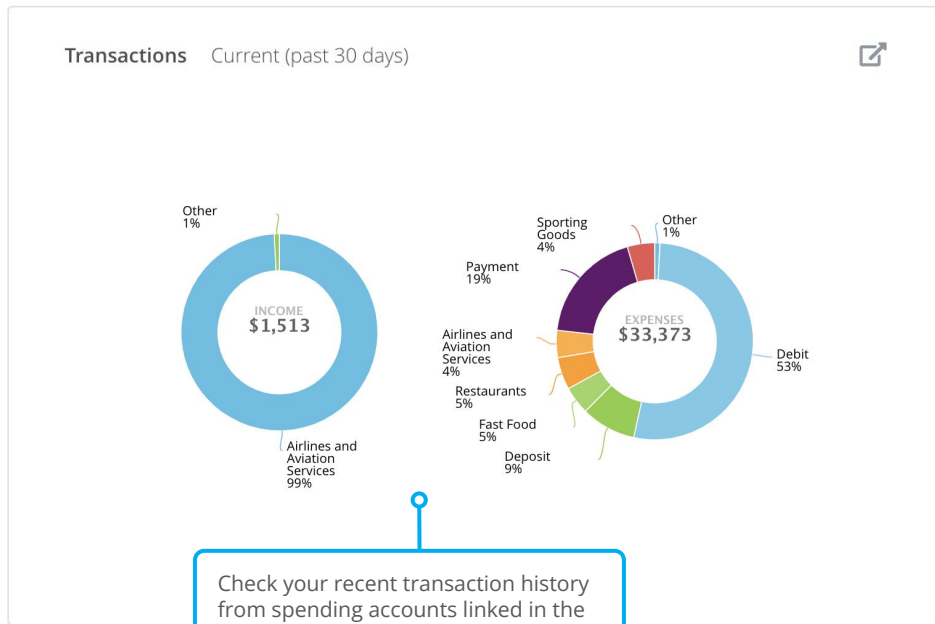 Transactions Current (past 30 days)
Other
1%
INCOME
$1,513
Airlines and
Aviation
Services
99%
Sporting
Goods
4%
Other
1%
Payment
19%
EXPENSES
$33,373
Airlines and
Aviation
Services
4%
Debit
53%
Restaurants
5%
Fast Food
5%
Deposit
9%
Check your recent transaction history
from spending accounts linked in the